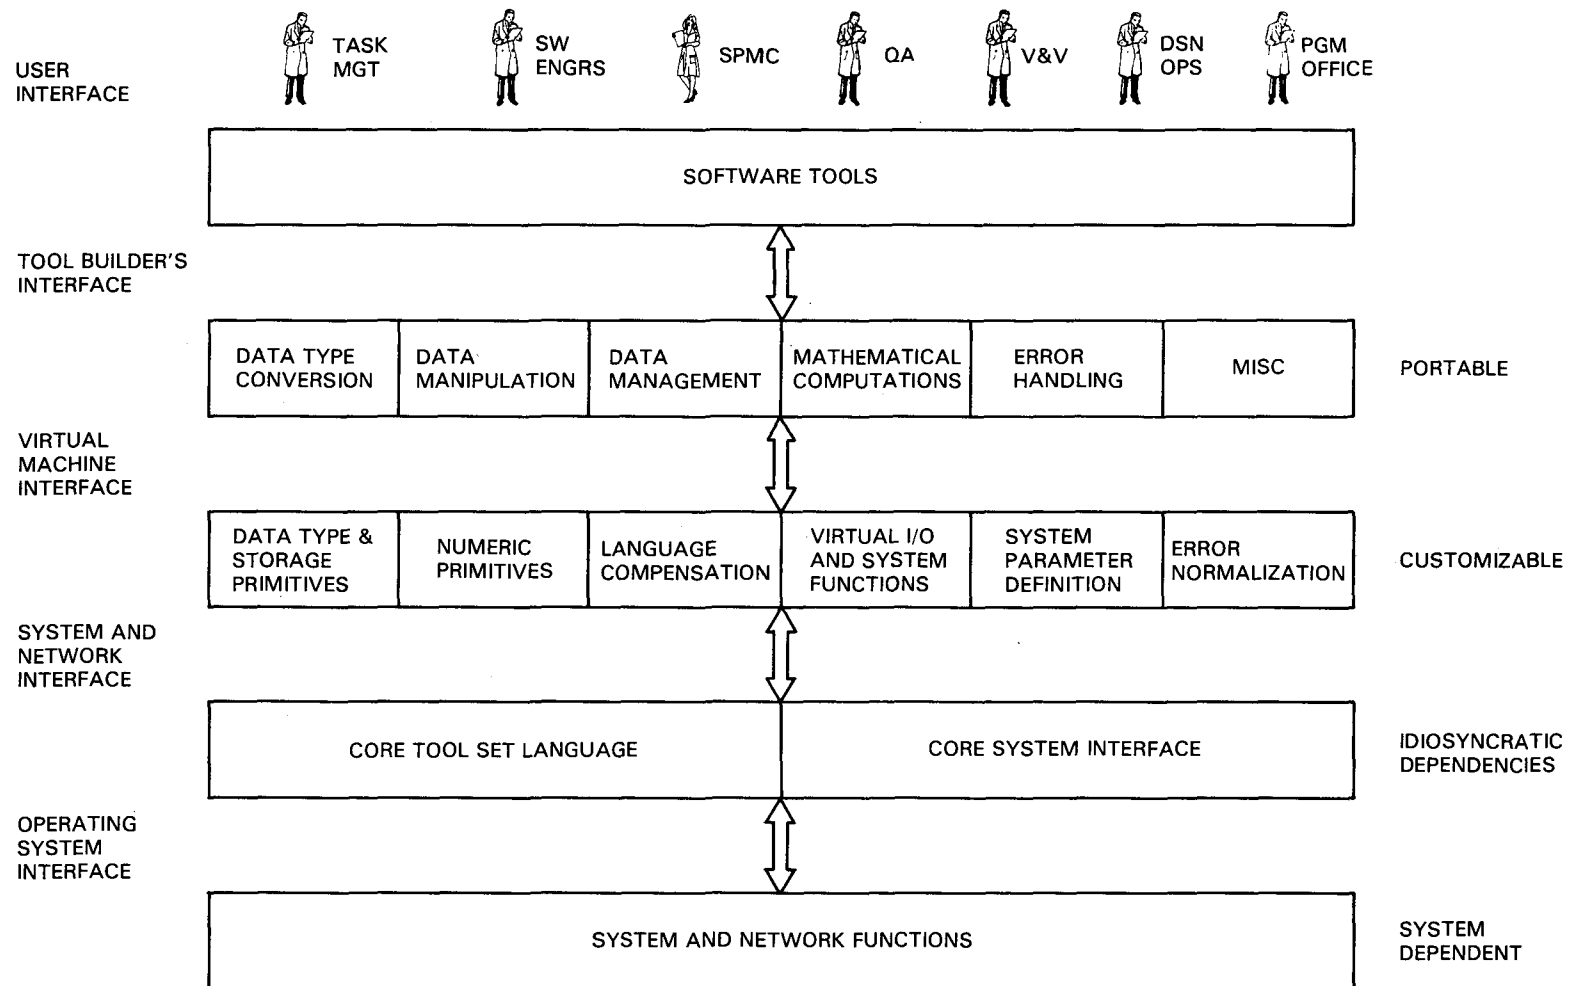 USER
INTERFACE
TASK
MGT
SW
ENGRS
SPMC
QA
V&V
DSN
OPS
PGM
OFFICE
SOFTWARE TOOLS
TOOL BUILDER'S
INTERFACE
DATA TYPE
CONVERSION
DATA
MANIPULATION
DATA
MANAGEMENT
MATHEMATICAL
COMPUTATIONS
ERROR
HANDLING
MISC
PORTABLE
VIRTUAL
MACHINE
INTERFACE
DATA TYPE &
STORAGE
PRIMITIVES
NUMERIC
PRIMITIVES
LANGUAGE
COMPENSATION
VIRTUAL I/O
AND SYSTEM
FUNCTIONS
SYSTEM
PARAMETER
DEFINITION
ERROR
NORMALIZATION
CUSTOMIZABLE
SYSTEM AND
NETWORK
INTERFACE
CORE TOOL SET LANGUAGE
CORE SYSTEM INTERFACE
IDIOSYNCRATIC
DEPENDENCIES
OPERATING
SYSTEM
INTERFACE
SYSTEM AND NETWORK FUNCTIONS
SYSTEM
DEPENDENT